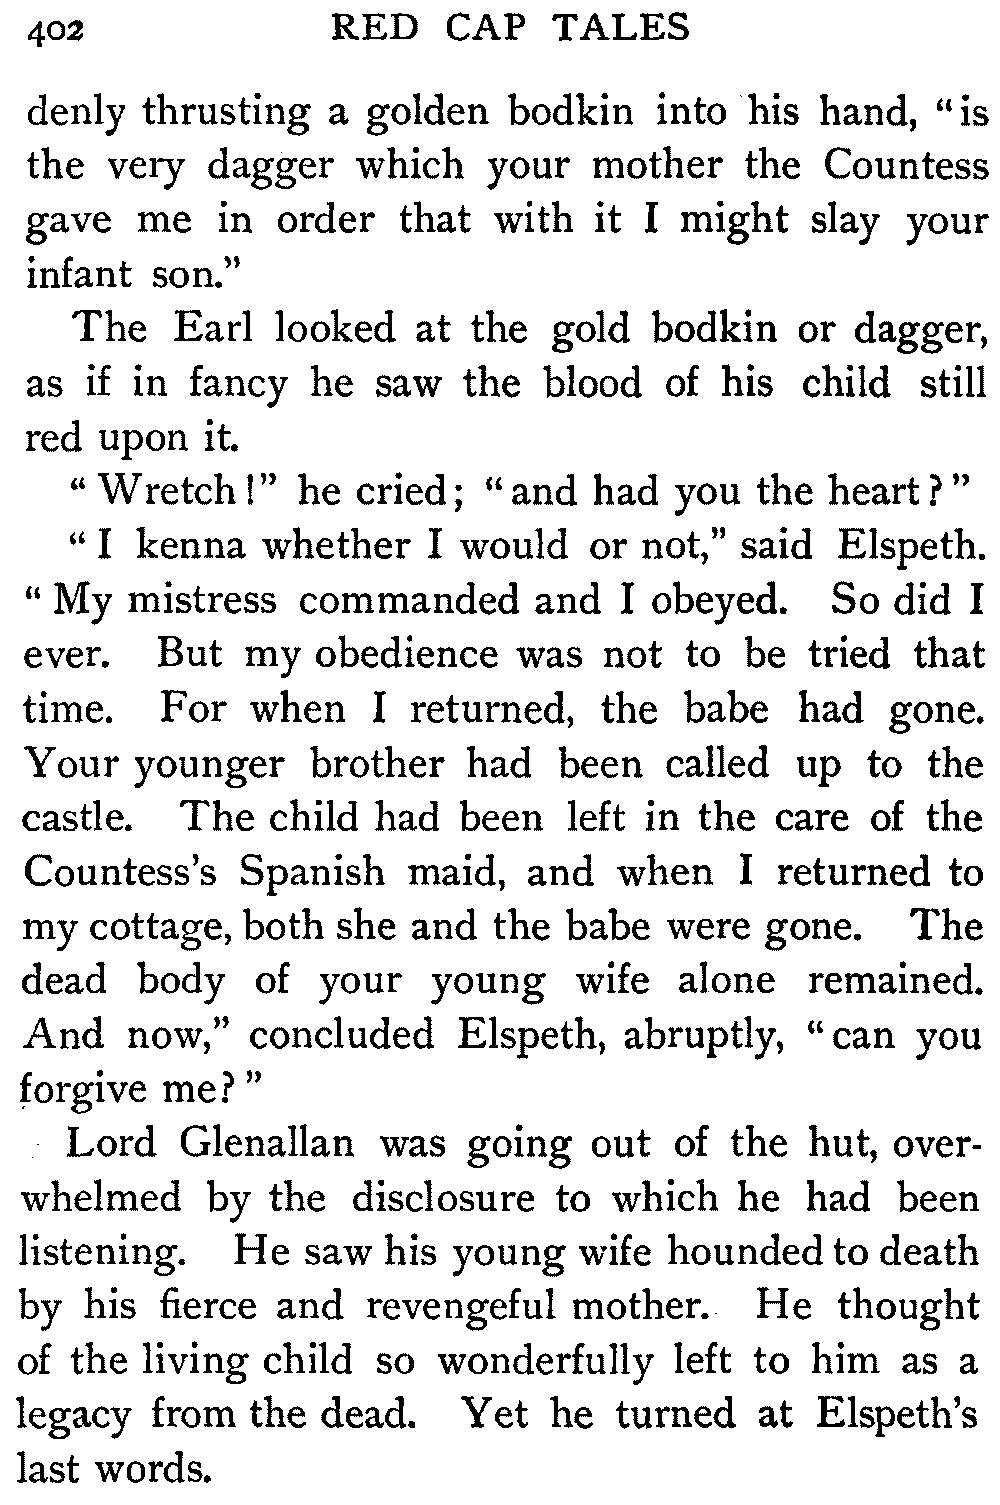 402 RED CAP TALES
denly thrusting a golden bodkin into his hand, “is
the very dagger which your mother the Countess
gave me in order that with it I might slay your
infant son.”
The Earl looked at the gold bodkin or dagger,
as if in fancy he saw the blood of his child still
red upon it.
“Wretch!” he cried; “and had you the heart?”
“I kenna whether I would or not,” said Elspeth.
“My mistress commanded and I obeyed. So did I
ever. But my obedience was not to be tried that
time. For when I returned, the babe had gone.
Your younger brother had been called up to the
castle. The child had been left in the care of the
Countess’s Spanish maid, and when I returned to
my cottage, both she and the babe were gone. The
dead body of your young wife alone remained.
And now,” concluded Elspeth, abruptly, “can you
forgive me?”
Lord Glenallan was going out of the hut, over-
whelmed by the disclosure to which he had been
listening. He saw his young wife hounded to death
by his fierce and revengeful mother. He thought
of the living child so wonderfully left to him as a
legacy from the dead. Yet he turned at Elspeth’s
last words.